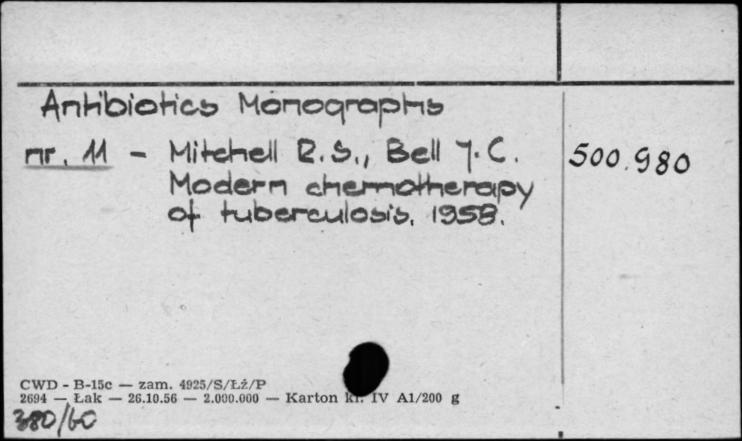 Antibiotics Monographs
nr. 11 - Mitchell R.S., Bell J.C. 500.980
Modern chemotherapy
of tuberculosis. 1958.
CWD - B-15c — zam. 4925/S/Łż/P
2694 — Łak — 26.10.56 — 2.000.000 — Karton kl. IV A1/200 g
380/60